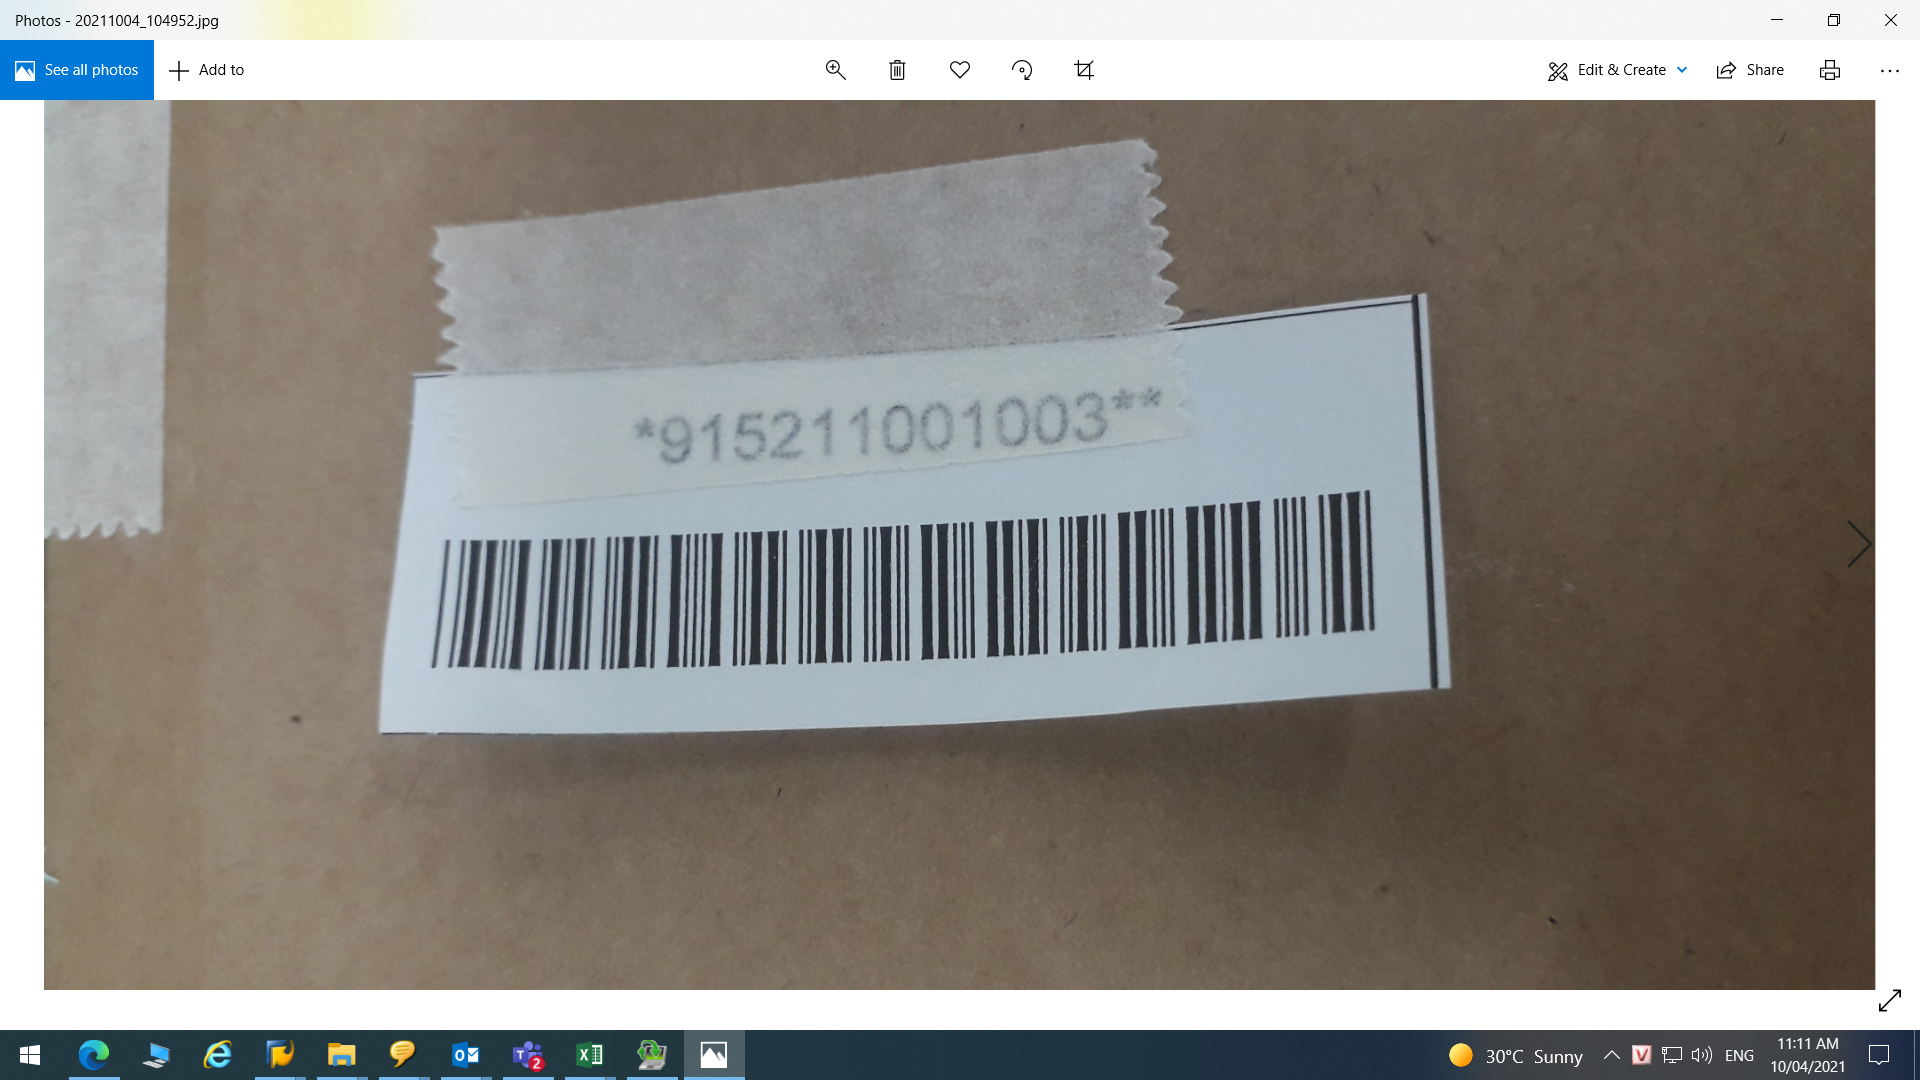 Photos - 20211004_104952.jpg
See all photos
Add to
Edit & Create
Share
*915211001003**
2
30°C Sunny
ENG
11:11 AM
10/04/2021